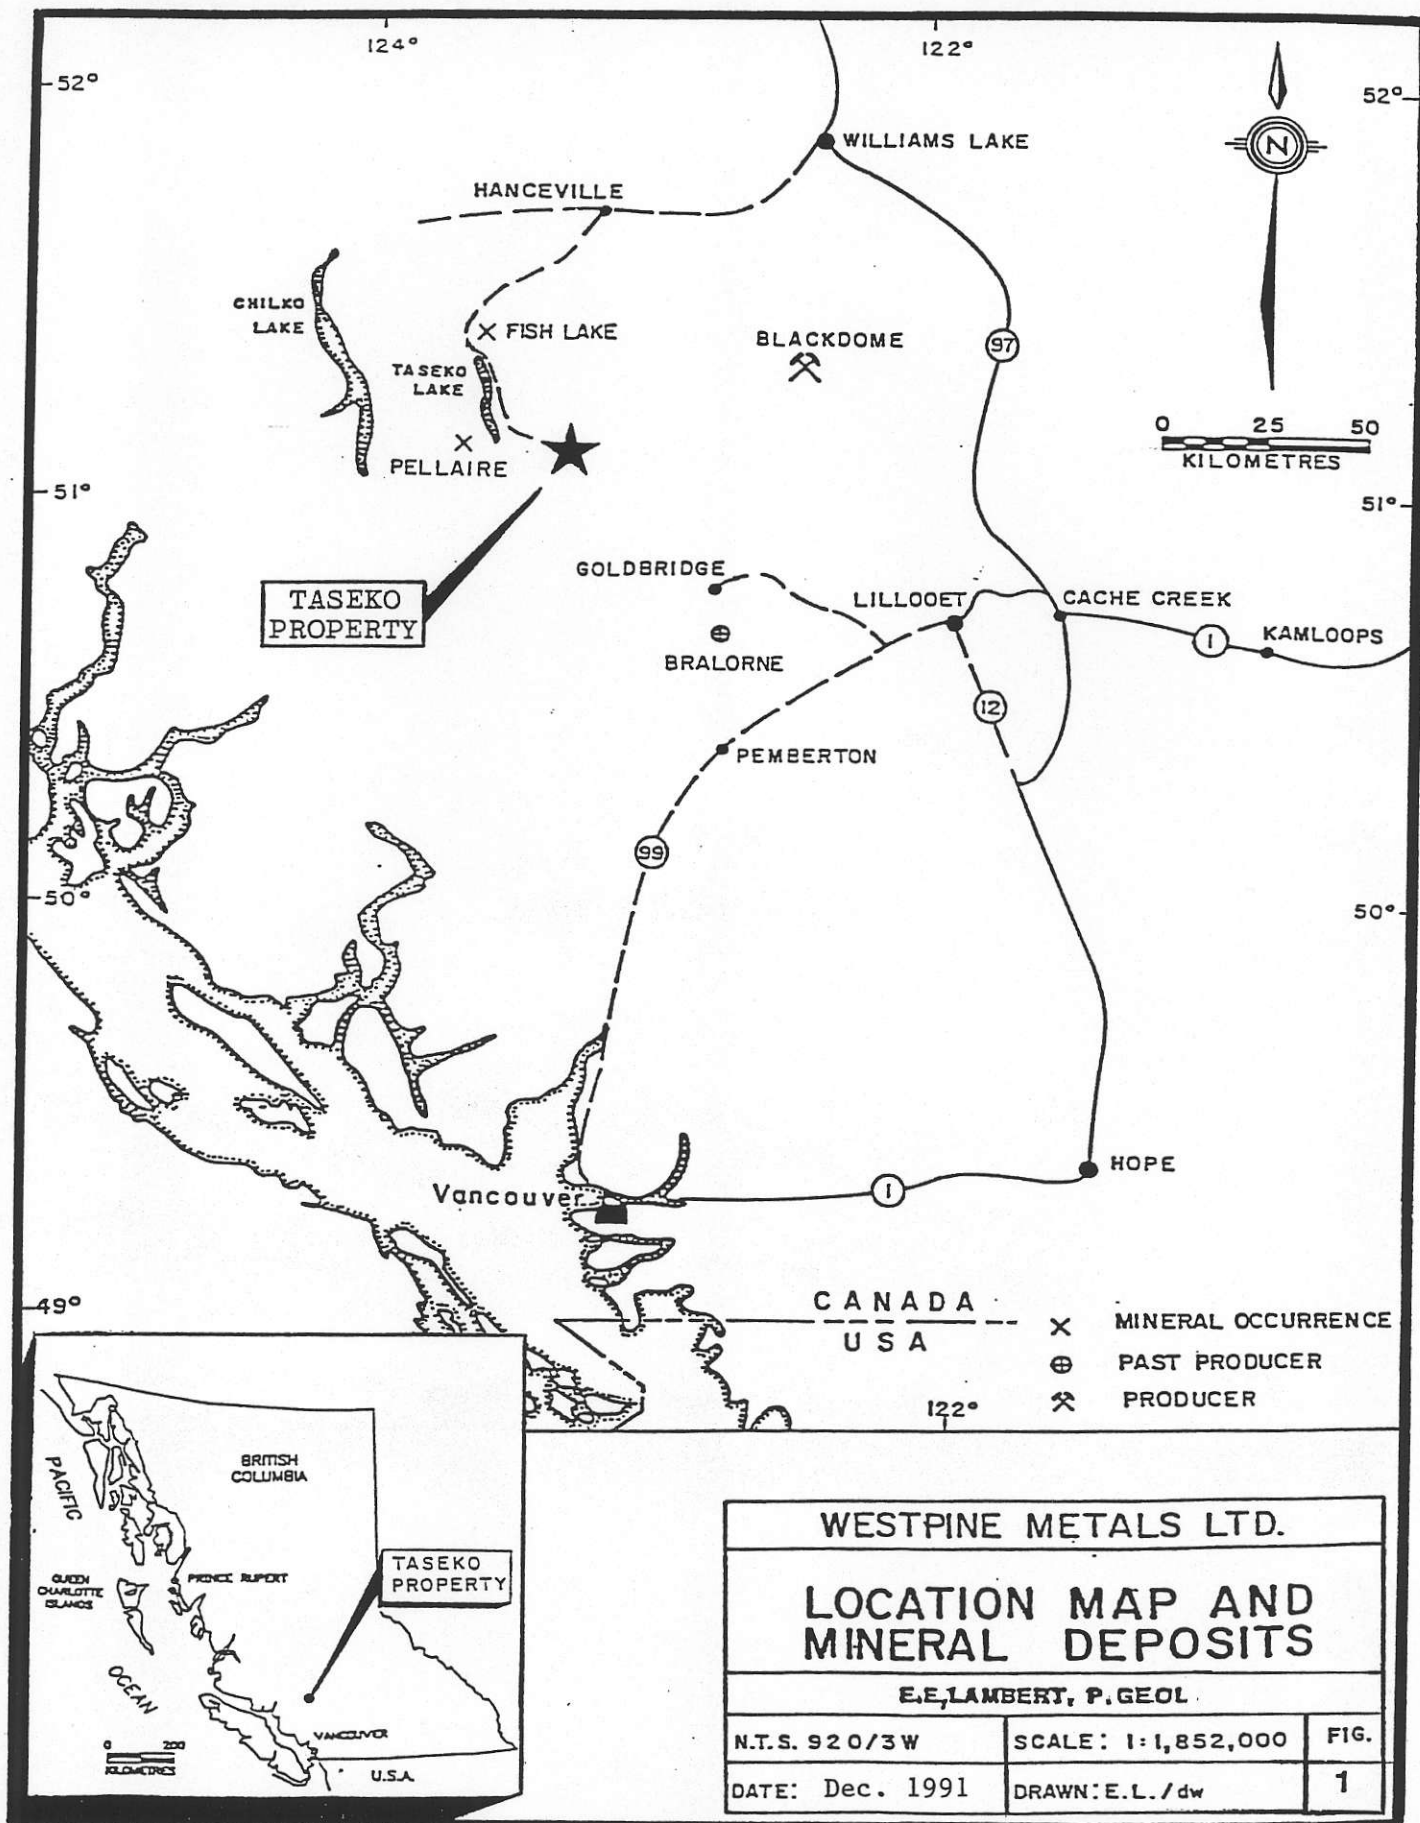 124°
122°
52°
52°
WILLIAMS LAKE
N
HANCEVILLE
CHILKO
LAKE
FISH LAKE
BLACKDOME
97
TASEKO
LAKE
0 25 50
KILOMETRES
PELLAIRE
51°
51°
GOLDBRIDGE
TASEKO
PROPERTY
LILLOOET
CACHE CREEK
1
KAMLOOPS
BRALORNE
12
PEMBERTON
99
50°
50°
HOPE
Vancouver
1
49°
CANADA
USA
MINERAL OCCURRENCE
PAST PRODUCER
PRODUCER
122°
BRITISH
COLUMBIA
PACIFIC
OCEAN
TASEKO
PROPERTY
QUEEN
CHARLOTTE
ISLANDS
PRINCE RUPERT
VANCOUVER
0 200
KILOMETRES
U.S.A.
WESTPINE METALS LTD.
LOCATION MAP AND
MINERAL DEPOSITS
E.E, LAMBERT, P.GEOL
N.T.S. 92 O/3W
SCALE: 1:1,852,000
FIG.
DATE: Dec. 1991
DRAWN: E.L./dw
1